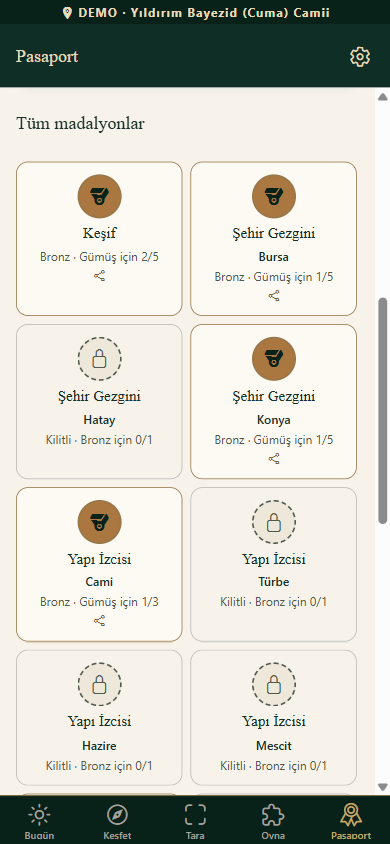 DEMO · Yıldırım Bayezid (Cuma) Camii
Pasaport
Tüm madalyonlar
Keşif
Bronz · Gümüş için 2/5
Şehir Gezgini
Bursa
Bronz · Gümüş için 1/5
Şehir Gezgini
Hatay
Kilitli · Bronz için 0/1
Şehir Gezgini
Konya
Bronz · Gümüş için 1/5
Yapı İzcisi
Cami
Bronz · Gümüş için 1/3
Yapı İzcisi
Türbe
Kilitli · Bronz için 0/1
Yapı İzcisi
Hazire
Kilitli · Bronz için 0/1
Yapı İzcisi
Mescit
Kilitli · Bronz için 0/1
Bugün
Keşfet
Tara
Oyna
Pasaport